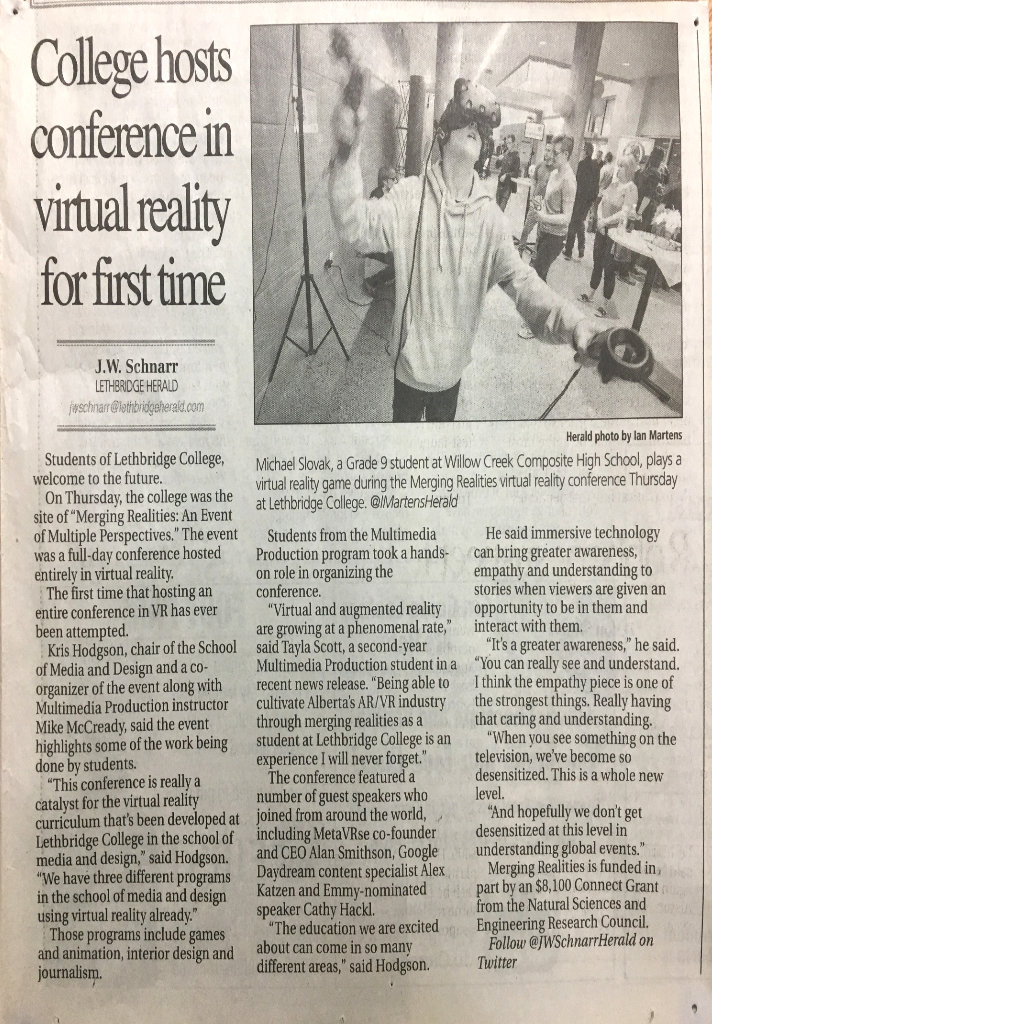 College hosts
conference in
virtual reality
for first time
J.W. Schnarr
LETHBRIDGE HERALD
jwschnarr@lethbridgeherald.com
Students of Lethbridge College,
welcome to the future.
On Thursday, the college was the
site of “Merging Realities: An Event
of Multiple Perspectives.” The event
was a full-day conference hosted
entirely in virtual reality.
The first time that hosting an
entire conference in VR has ever
been attempted.
Kris Hodgson, chair of the School
of Media and Design and a co-
organizer of the event along with
Multimedia Production instructor
Mike McCready, said the event
highlights some of the work being
done by students.
“This conference is really a
catalyst for the virtual reality
curriculum that's been developed at
Lethbridge College in the school of
media and design,” said Hodgson.
“We have three different programs
in the school of media and design
using virtual reality already.”
Those programs include games
and animation, interior design and
journalism.
Herald photo by Ian Martens
Michael Slovak, a Grade 9 student at Willow Creek Composite High School, plays a
virtual reality game during the Merging Realities virtual reality conference Thursday
at Lethbridge College. @IMartensHerald
Students from the Multimedia
Production program took a hands-
on role in organizing the
conference.
“Virtual and augmented reality
are growing at a phenomenal rate,”
said Tayla Scott, a second-year
Multimedia Production student in a
recent news release. “Being able to
cultivate Alberta's AR/VR industry
through merging realities as a
student at Lethbridge College is an
experience I will never forget.”
The conference featured a
number of guest speakers who
joined from around the world,
including MetaVRse co-founder
and CEO Alan Smithson, Google
Daydream content specialist Alex
Katzen and Emmy-nominated
speaker Cathy Hackl.
“The education we are excited
about can come in so many
different areas,” said Hodgson.
He said immersive technology
can bring greater awareness,
empathy and understanding to
stories when viewers are given an
opportunity to be in them and
interact with them.
“It's a greater awareness,” he said.
“You can really see and understand.
I think the empathy piece is one of
the strongest things. Really having
that caring and understanding.
“When you see something on the
television, we've become so
desensitized. This is a whole new
level.
“And hopefully we don't get
desensitized at this level in
understanding global events.”
Merging Realities is funded in
part by an $8,100 Connect Grant
from the Natural Sciences and
Engineering Research Council.
Follow @JWSchnarrHerald on
Twitter